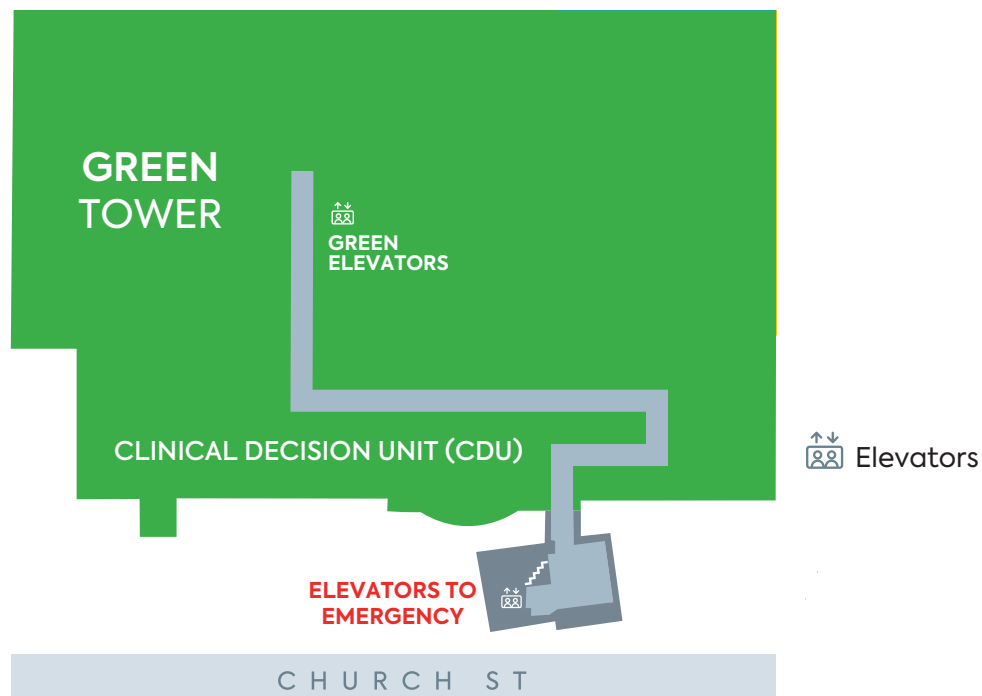 GREEN
TOWER
GREEN
ELEVATORS
CLINICAL DECISION UNIT (CDU)
Elevators
ELEVATORS TO
EMERGENCY
CHURCH ST